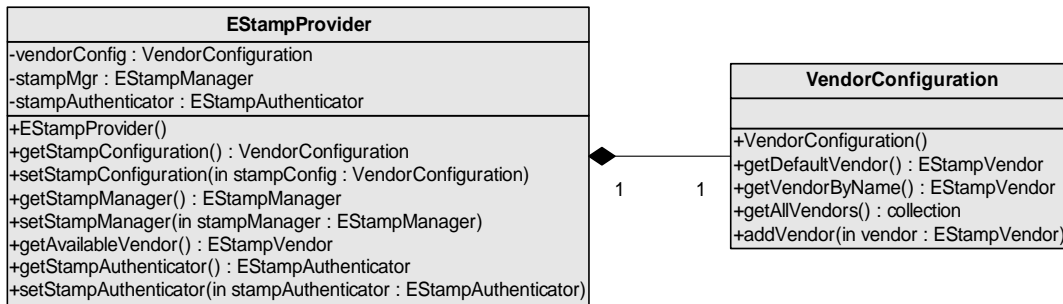 EStampProvider
-vendorConfig : VendorConfiguration
-stampMgr : EStampManager
-stampAuthenticator : EStampAuthenticator
+EStampProvider()
+getStampConfiguration() : VendorConfiguration
+setStampConfiguration(in stampConfig : VendorConfiguration)
+getStampManager() : EStampManager
+setStampManager(in stampManager : EStampManager)
+getAvailableVendor() : EStampVendor
+getStampAuthenticator() : EStampAuthenticator
+setStampAuthenticator(in stampAuthenticator : EStampAuthenticator)
1
1
VendorConfiguration
+VendorConfiguration()
+getDefaultVendor() : EStampVendor
+getVendorByName() : EStampVendor
+getAllVendors() : collection
+addVendor(in vendor : EStampVendor)